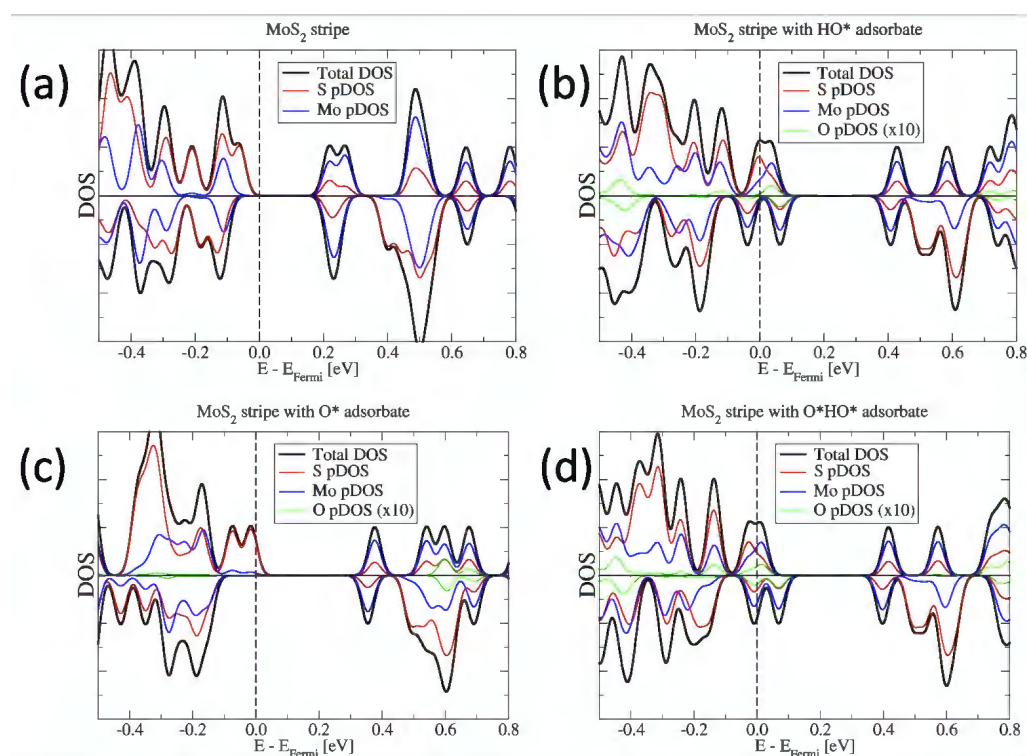 MoS2 stripe
(a)
Total DOS
S pDOS
Mo pDOS
DOS
-0.4 -0.2 0.0 0.2 0.4 0.6 0.8
E - EFermi [eV]
MoS2 stripe with HO* adsorbate
(b)
Total DOS
S pDOS
Mo pDOS
O pDOS (x10)
DOS
-0.4 -0.2 0.0 0.2 0.4 0.6 0.8
E - EFermi [eV]
MoS2 stripe with O* adsorbate
(c)
Total DOS
S pDOS
Mo pDOS
O pDOS (x10)
DOS
-0.4 -0.2 0.0 0.2 0.4 0.6 0.8
E - EFermi [eV]
MoS2 stripe with O*HO* adsorbate
(d)
Total DOS
S pDOS
Mo pDOS
O pDOS (x10)
DOS
-0.4 -0.2 0.0 0.2 0.4 0.6 0.8
E - EFermi [eV]